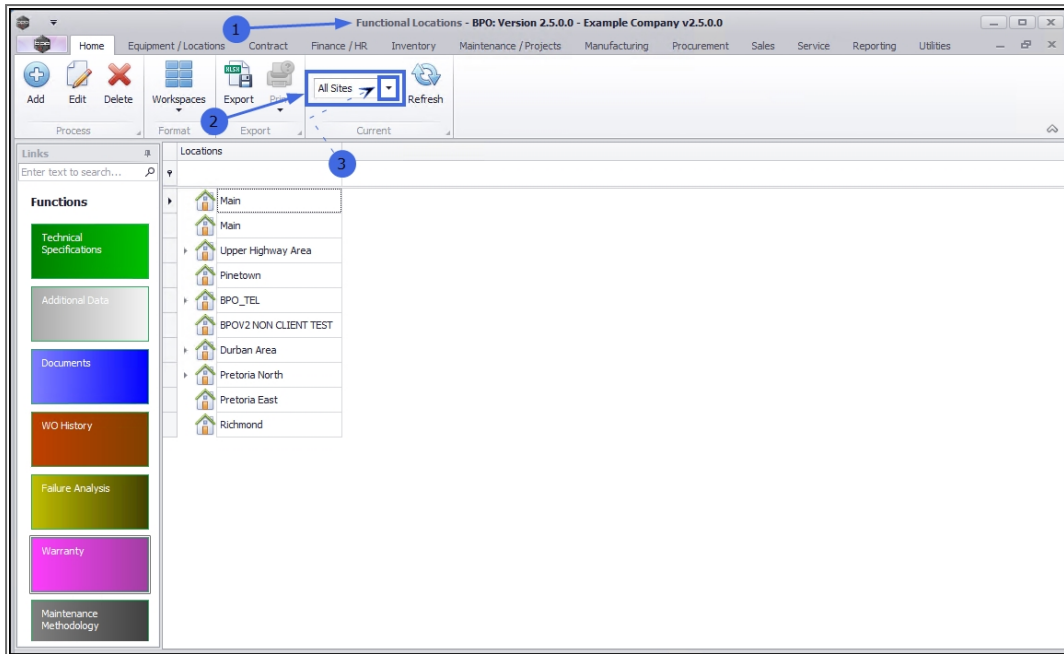 Functional Locations - BPO: Version 2.5.0.0 - Example Company v2.5.0.0
1
Home Equipment / Locations Contract Finance / HR Inventory Maintenance / Projects Manufacturing Procurement Sales Service Reporting Utilities
XLSX
All Sites
Add Edit Delete Workspaces Export Print Refresh
2
Process Format Export Current
3
Links
Locations
Enter text to search...
Functions
Main
Main
Technical
Specifications
Upper Highway Area
Pinetown
Additional Data
BPO_TEL
BPOV2 NON CLIENT TEST
Durban Area
Documents
Pretoria North
Pretoria East
WO History
Richmond
Failure Analysis
Warranty
Maintenance
Methodology